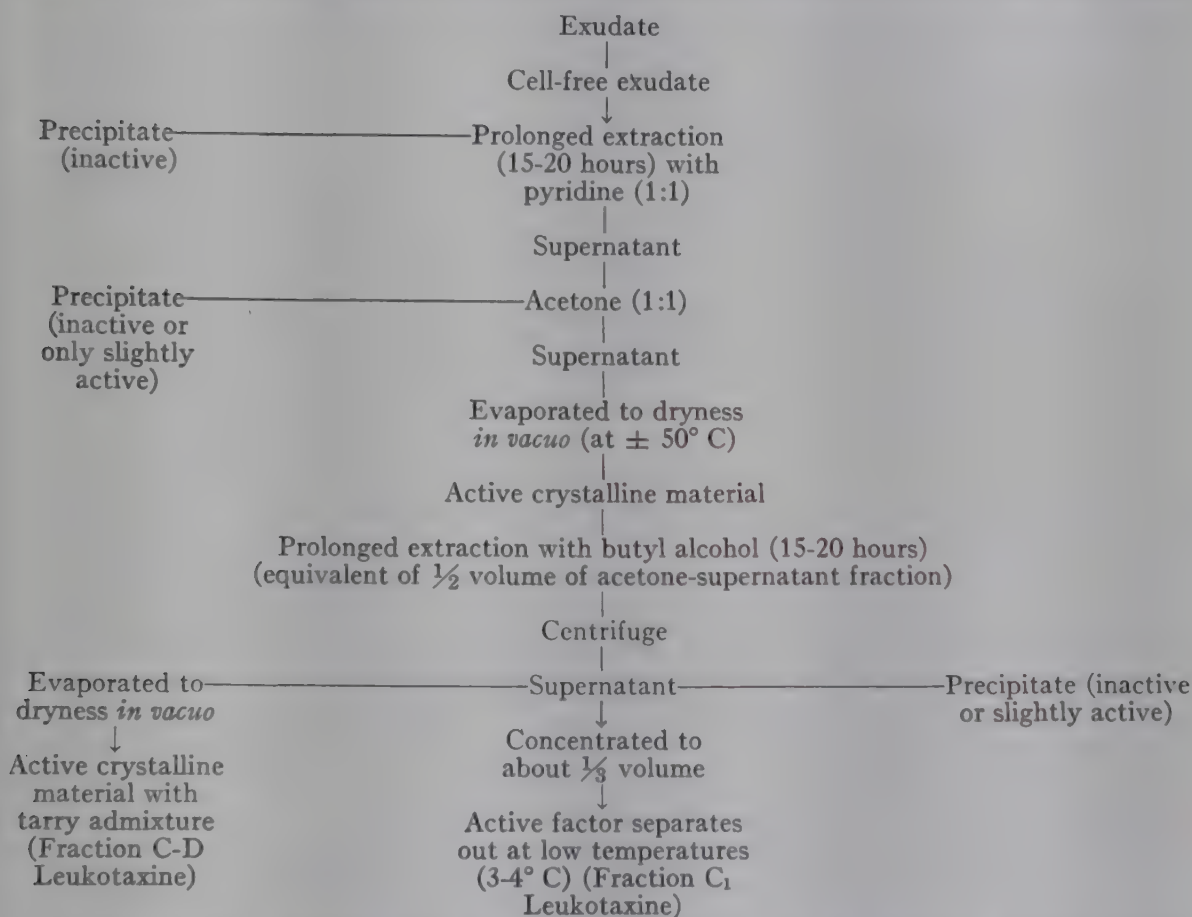 Exudate
Cell-free exudate
Precipitate
(inactive)
Prolonged extraction
(15-20 hours) with
pyridine (1:1)
Supernatant
Precipitate
(inactive or
only slightly
active)
Acetone (1:1)
Supernatant
Evaporated to dryness
in vacuo (at ± 50° C)
Active crystalline material
Prolonged extraction with butyl alcohol (15-20 hours)
(equivalent of ½ volume of acetone-supernatant fraction)
Centrifuge
Evaporated to
dryness in vacuo
Active crystalline
material with
tarry admixture
(Fraction C-D
Leukotaxine)
Supernatant
Concentrated to
about ⅓ volume
Active factor separates
out at low temperatures
(3-4° C) (Fraction C₁
Leukotaxine)
Precipitate (inactive
or slightly active)